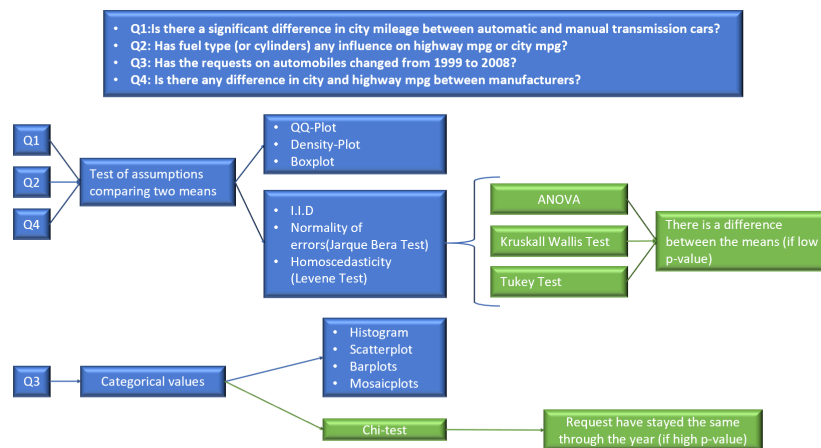 • Q1:Is there a significant difference in city mileage between automatic and manual transmission cars?
• Q2: Has fuel type (or cylinders) any influence on highway mpg or city mpg?
• Q3: Has the requests on automobiles changed from 1999 to 2008?
• Q4: Is there any difference in city and highway mpg between manufacturers?
Q1
Q2
Q4
Test of assumptions
comparing two means
• QQ-Plot
• Density-Plot
• Boxplot
• I.I.D
• Normality of
errors(Jarque Bera Test)
• Homoscedasticity
(Levene Test)
ANOVA
Kruskall Wallis Test
Tukey Test
There is a difference
between the means (if low
p-value)
Q3
Categorical values
• Histogram
• Scatterplot
• Barplots
• Mosaicplots
Chi-test
Request have stayed the same
through the year (if high p-value)